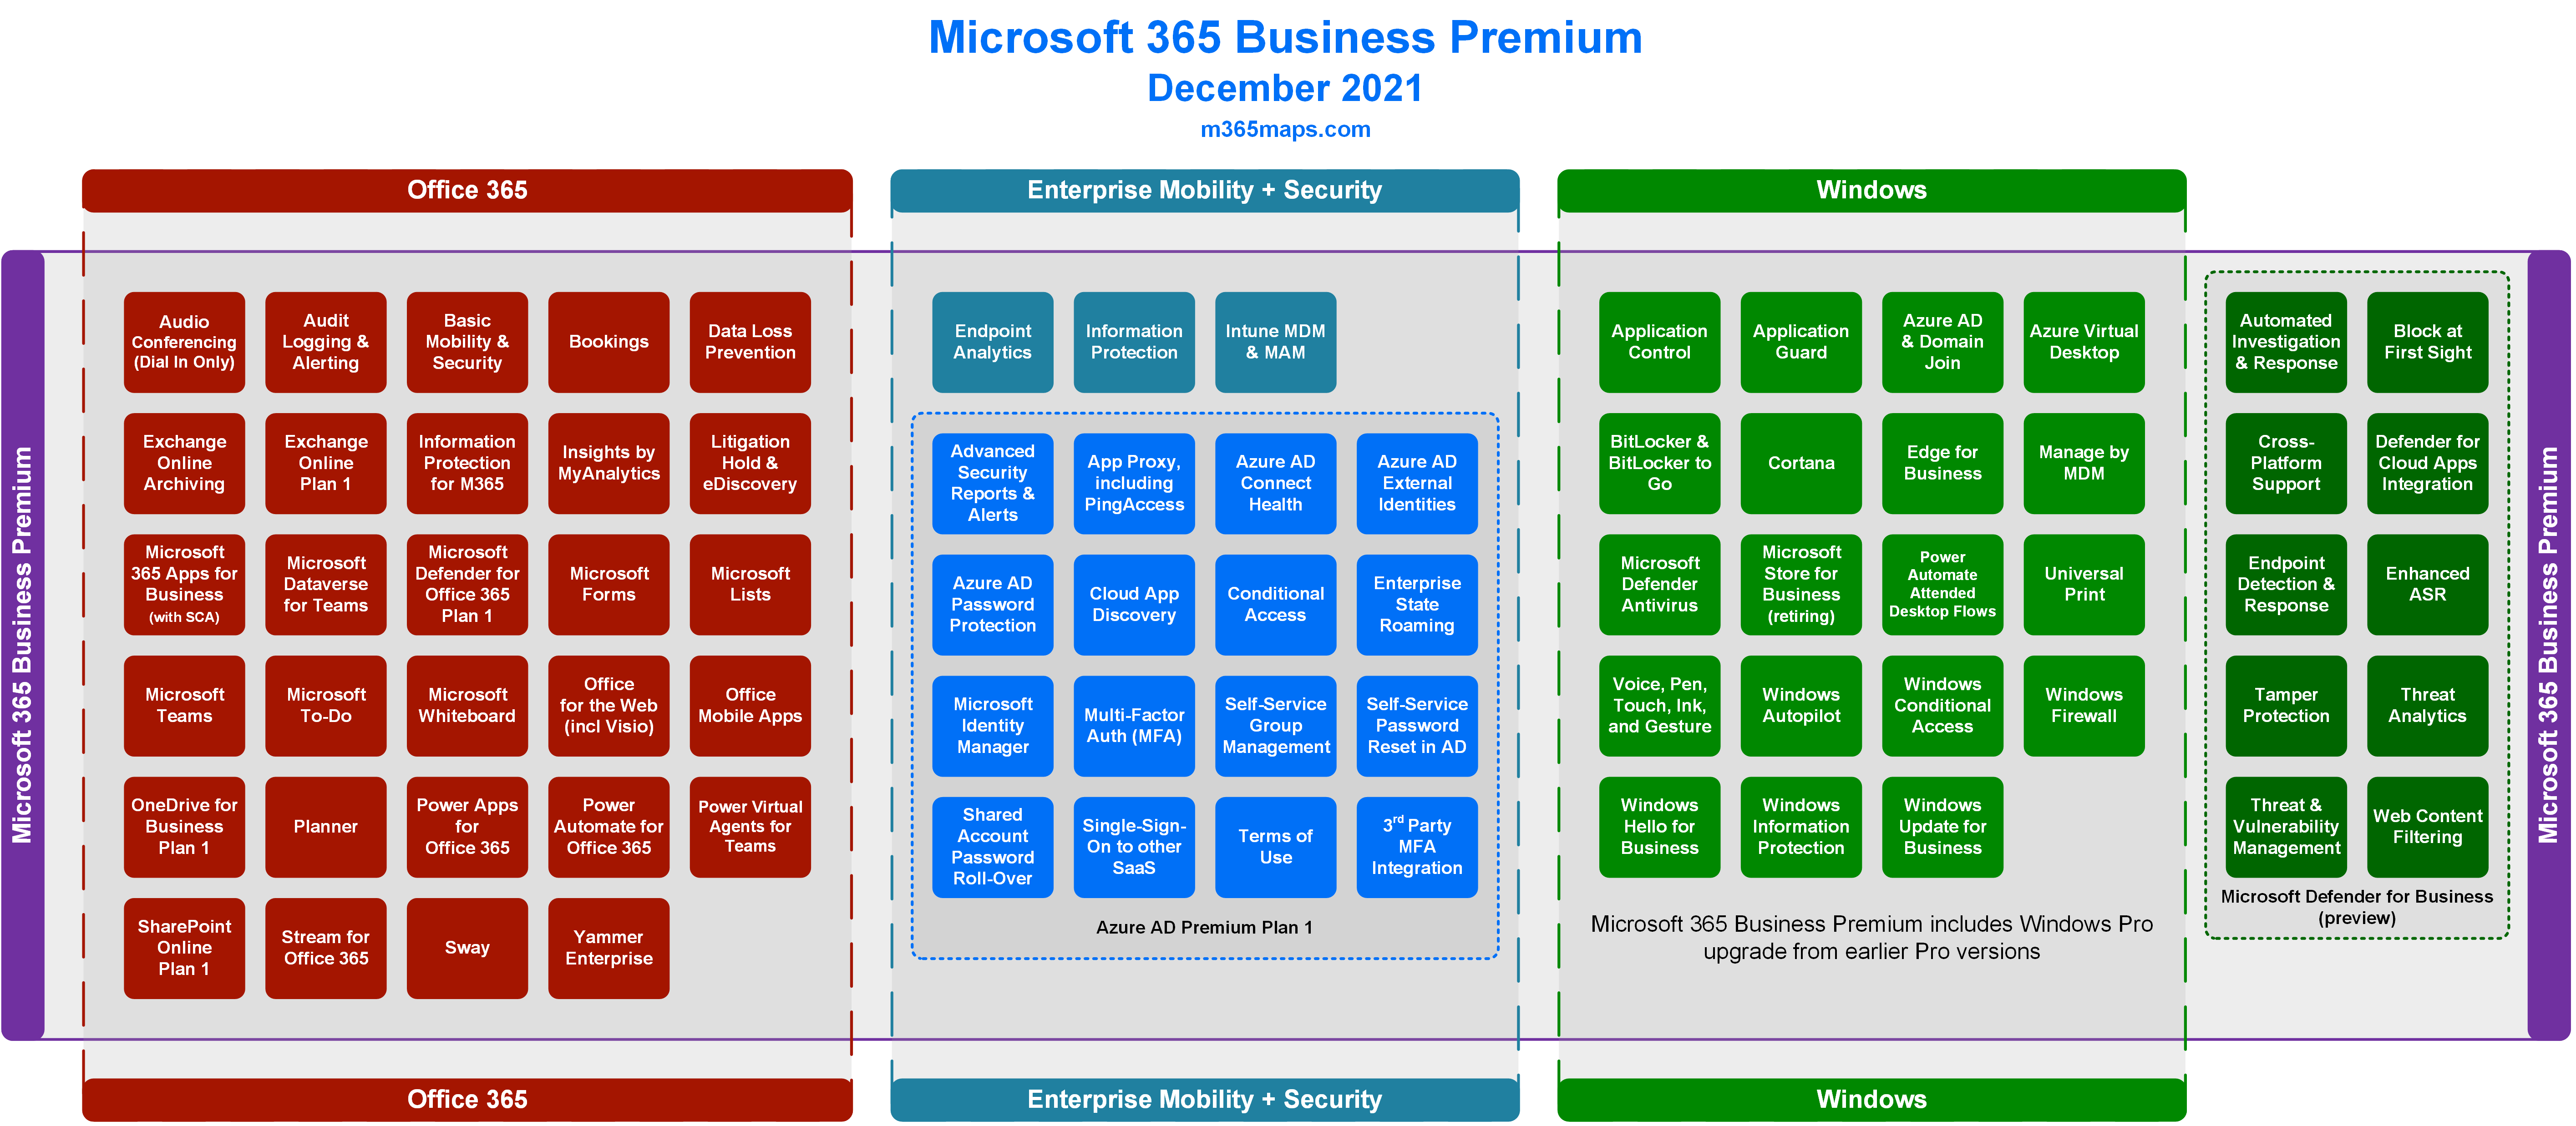 Microsoft 365 Business Premium
December 2021
m365maps.com
Office 365
Enterprise Mobility + Security
Windows
Microsoft 365 Business Premium
Audio
Conferencing
(Dial In Only)
Audit
Logging &
Alerting
Basic
Mobility &
Security
Bookings
Data Loss
Prevention
Exchange
Online
Archiving
Exchange
Online
Plan 1
Information
Protection
for M365
Insights by
MyAnalytics
Litigation
Hold &
eDiscovery
Microsoft
365 Apps for
Business
(with SCA)
Microsoft
Dataverse
for Teams
Microsoft
Defender for
Office 365
Plan 1
Microsoft
Forms
Microsoft
Lists
Microsoft
Teams
Microsoft
To-Do
Microsoft
Whiteboard
Office
for the Web
(incl Visio)
Office
Mobile Apps
OneDrive for
Business
Plan 1
Planner
Power Apps
for
Office 365
Power
Automate for
Office 365
Power Virtual
Agents for
Teams
SharePoint
Online
Plan 1
Stream for
Office 365
Sway
Yammer
Enterprise
Endpoint
Analytics
Information
Protection
Intune MDM
& MAM
Advanced
Security
Reports &
Alerts
App Proxy,
including
PingAccess
Azure AD
Connect
Health
Azure AD
External
Identities
Azure AD
Password
Protection
Cloud App
Discovery
Conditional
Access
Enterprise
State
Roaming
Microsoft
Identity
Manager
Multi-Factor
Auth (MFA)
Self-Service
Group
Management
Self-Service
Password
Reset in AD
Shared
Account
Password
Roll-Over
Single-Sign-
On to other
SaaS
Terms of
Use
3rd Party
MFA
Integration
Azure AD Premium Plan 1
Application
Control
Application
Guard
Azure AD
& Domain
Join
Azure Virtual
Desktop
BitLocker &
BitLocker to
Go
Cortana
Edge for
Business
Manage by
MDM
Microsoft
Defender
Antivirus
Microsoft
Store for
Business
(retiring)
Power
Automate
Attended
Desktop Flows
Universal
Print
Voice, Pen,
Touch, Ink,
and Gesture
Windows
Autopilot
Windows
Conditional
Access
Windows
Firewall
Windows
Hello for
Business
Windows
Information
Protection
Windows
Update for
Business
Microsoft 365 Business Premium includes Windows Pro
upgrade from earlier Pro versions
Automated
Investigation
& Response
Block at
First Sight
Cross-
Platform
Support
Defender for
Cloud Apps
Integration
Endpoint
Detection &
Response
Enhanced
ASR
Tamper
Protection
Threat
Analytics
Threat &
Vulnerability
Management
Web Content
Filtering
Microsoft Defender for Business
(preview)
Microsoft 365 Business Premium
Office 365
Enterprise Mobility + Security
Windows